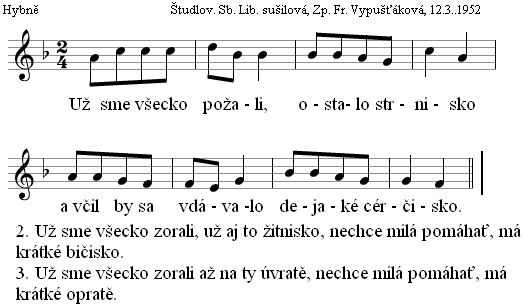 Hybně Študlov. Sb. Lib. sušilová, Zp. Fr. Vypušťáková, 12.3..1952
2
4
Už sme všecko poža - li, o - sta - lo str - ni - sko
a včil by sa vdá - va - lo de - ja - ké cér - či - sko.
2. Už sme všecko zorali, už aj to žitnisko, nechce milá pomáhať, má
krátké bičisko.
3. Už sme všecko zorali až na ty úvratě, nechce milá pomáhať, má
krátké opratě.